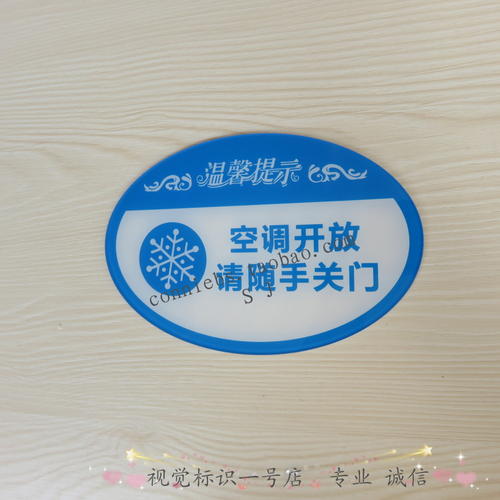 温馨提示
空调开放
请随手关门
视觉标识一号店 专业 诚信